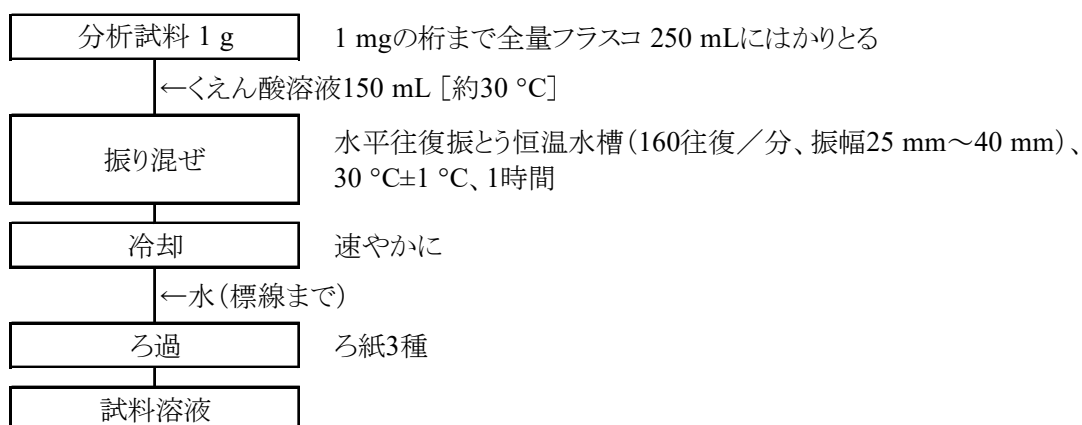 分析試料 1 g
1 mgの桁まで全量フラスコ 250 mLにはかりとる
←くえん酸溶液150 mL［約30 °C］
振り混ぜ
水平往復振とう恒温水槽（160往復／分、振幅25 mm～40 mm）、
30 °C±1 °C、1時間
冷却
速やかに
←水（標線まで）
ろ過
ろ紙3種
試料溶液